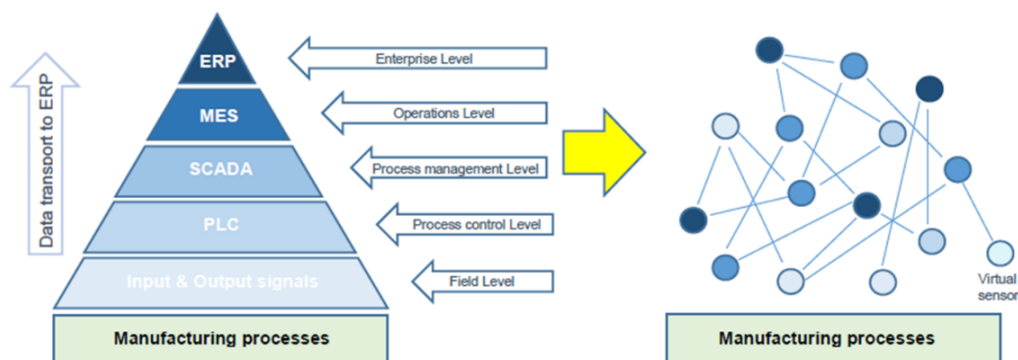 Data transport to ERP
ERP
Enterprise Level
MES
Operations Level
SCADA
Process management Level
PLC
Process control Level
Input & Output signals
Field Level
Manufacturing processes
Virtual
sensor
Manufacturing processes